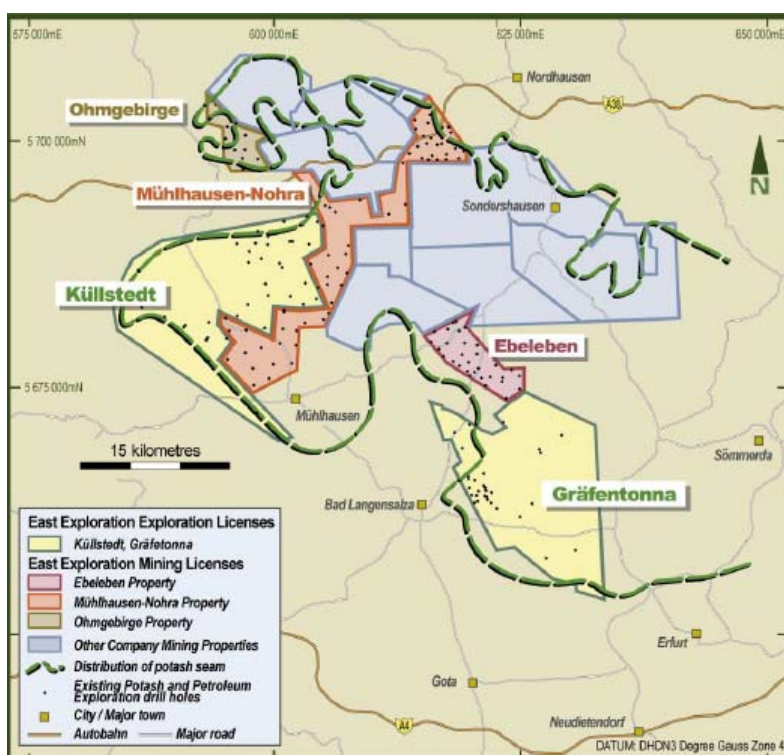 575 000mE
600 000mE
625 000mE
650 000mE
Nordhausen
A38
Ohmgebirge
5 700 000mN
N
Mühlhausen-Nohra
Sondershausen
Küllstedt
Ebeleben
5 675 000mN
Mühlhausen
15 kilometres
Sömmerda
Gräfentonna
Bad Langensalza
East Exploration Exploration Licenses
Küllstedt, Gräfetonna
East Exploration Mining Licenses
Ebeleben Property
Mühlhausen-Nohra Property
Ohmgebirge Property
Other Company Mining Properties
Distribution of potash seam
Existing Potash and Petroleum
Exploration drill holes
City / Major town
Autobahn
Major road
Erfurt
Gota
A4
Neudietendorf
DATUM: DHDN3 Degree Gauss Zone